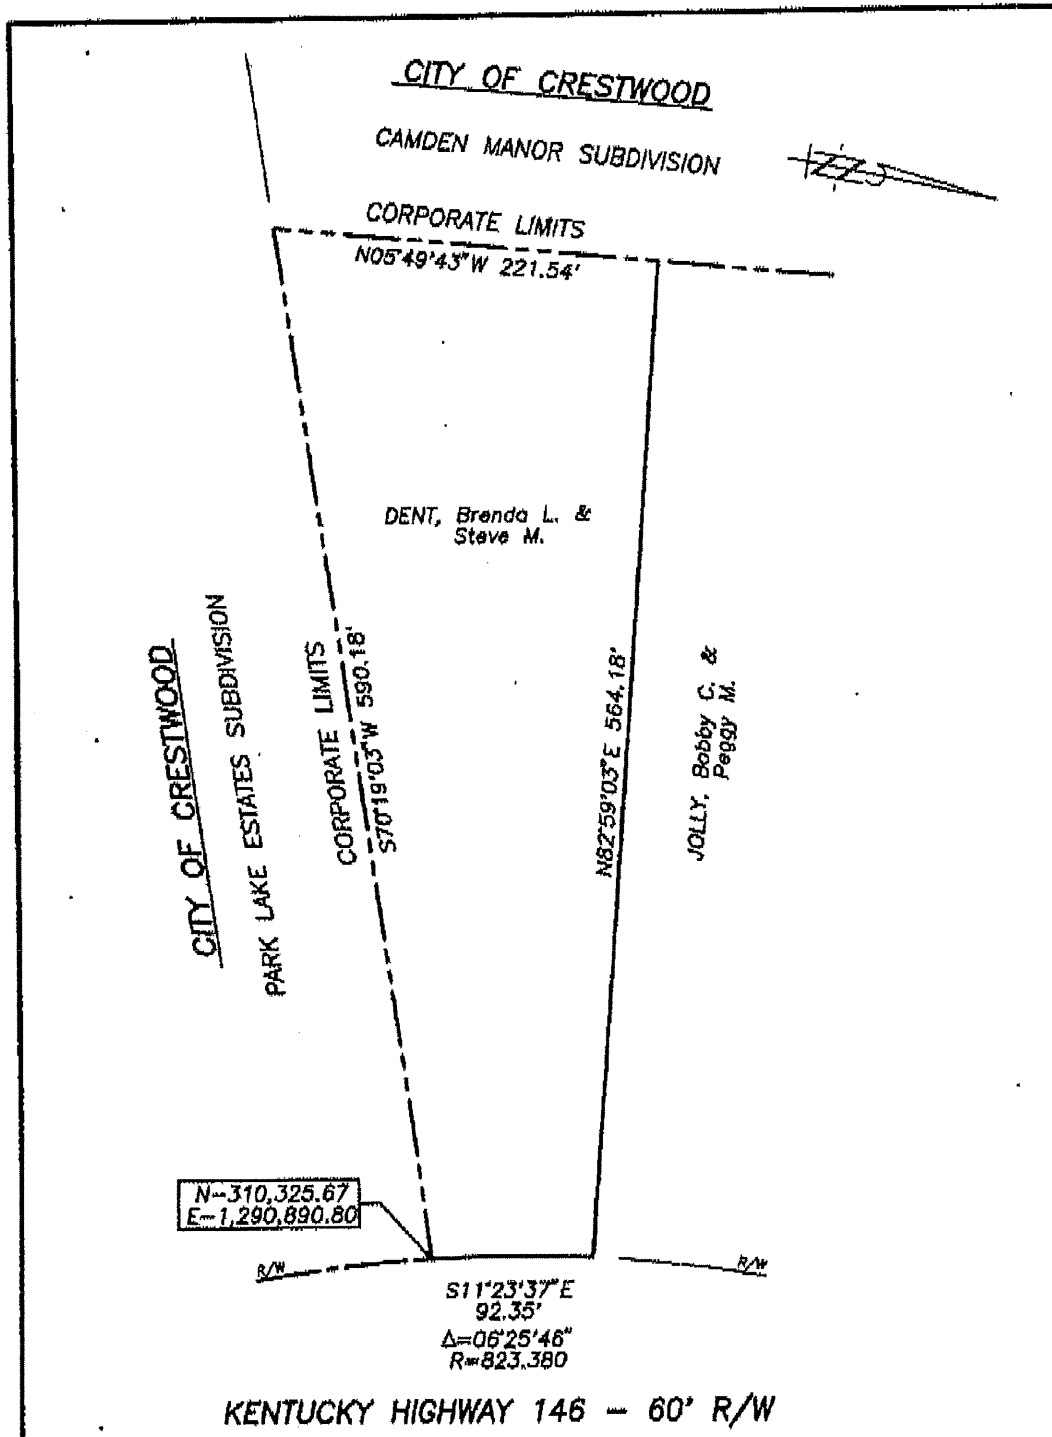 CITY OF CRESTWOOD
CAMDEN MANOR SUBDIVISION
CORPORATE LIMITS
N05°49'43"W 221.54'
DENT, Brenda L. &
Steve M.
CITY OF CRESTWOOD
PARK LAKE ESTATES SUBDIVISION
CORPORATE LIMITS
S70°19'03"W 590.18'
N82°59'03"E 564.18'
JOLLY, Bobby C. &
Peggy M.
N-310,325.67
E-1,290,890.80
R/W
R/W
S11°23'37"E
92.35'
Δ=06°25'46"
R=823.380
KENTUCKY HIGHWAY 146 - 60' R/W